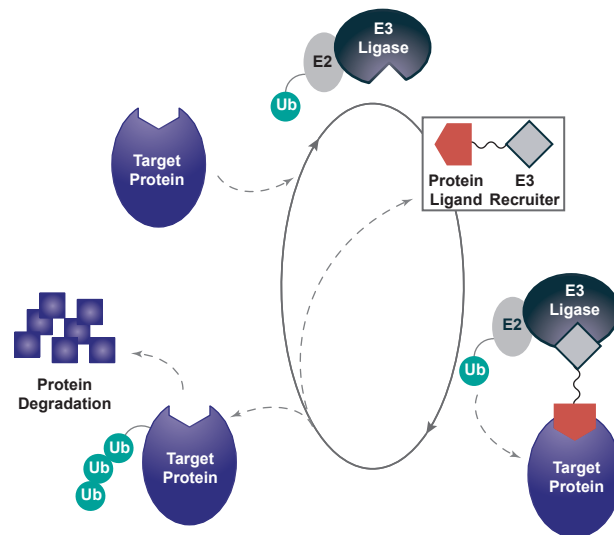 E3
Ligase
E2
Ub
Target
Protein
Protein
Ligand
E3
Recruiter
E3
Ligase
E2
Ub
Target
Protein
Protein
Degradation
Ub
Ub
Ub
Target
Protein